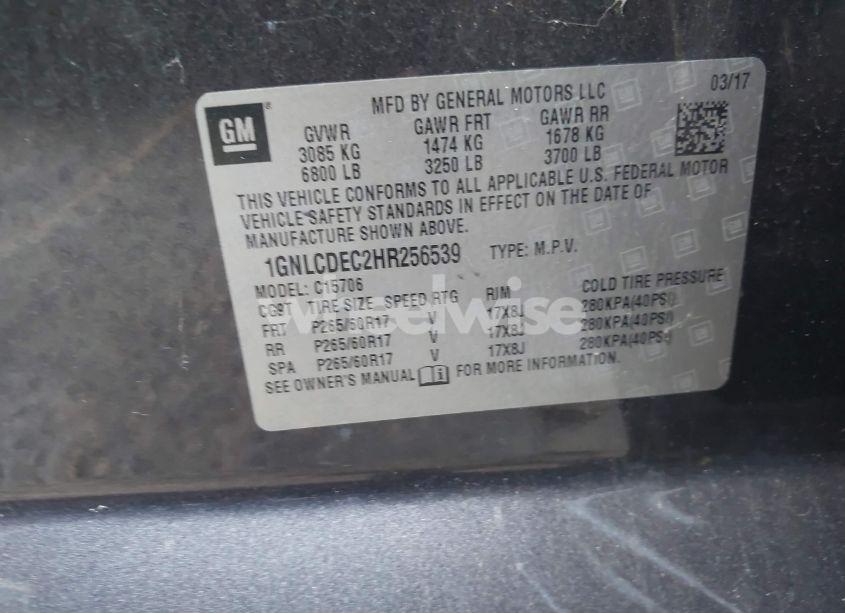 GM®
MFD BY GENERAL MOTORS LLC
03/17
GVWR GAWR FRT GAWR RR
3085 KG 1474 KG 1678 KG
6800 LB 3250 LB 3700 LB
THIS VEHICLE CONFORMS TO ALL APPLICABLE U.S. FEDERAL MOTOR
VEHICLE SAFETY STANDARDS IN EFFECT ON THE DATE OF
MANUFACTURE SHOWN ABOVE.
1GNLCDEC2HR256539 TYPE: M.P.V.
MODEL: C15706
CG9T TIRE SIZE SPEED RTG RIM COLD TIRE PRESSURE
FRT P265/60R17 V 17X8J 280KPA(40PSI)
RR P265/60R17 V 17X8J 280KPA(40PSI)
SPA P265/60R17 V 17X8J 280KPA(40PSI)
SEE OWNER'S MANUAL FOR MORE INFORMATION.